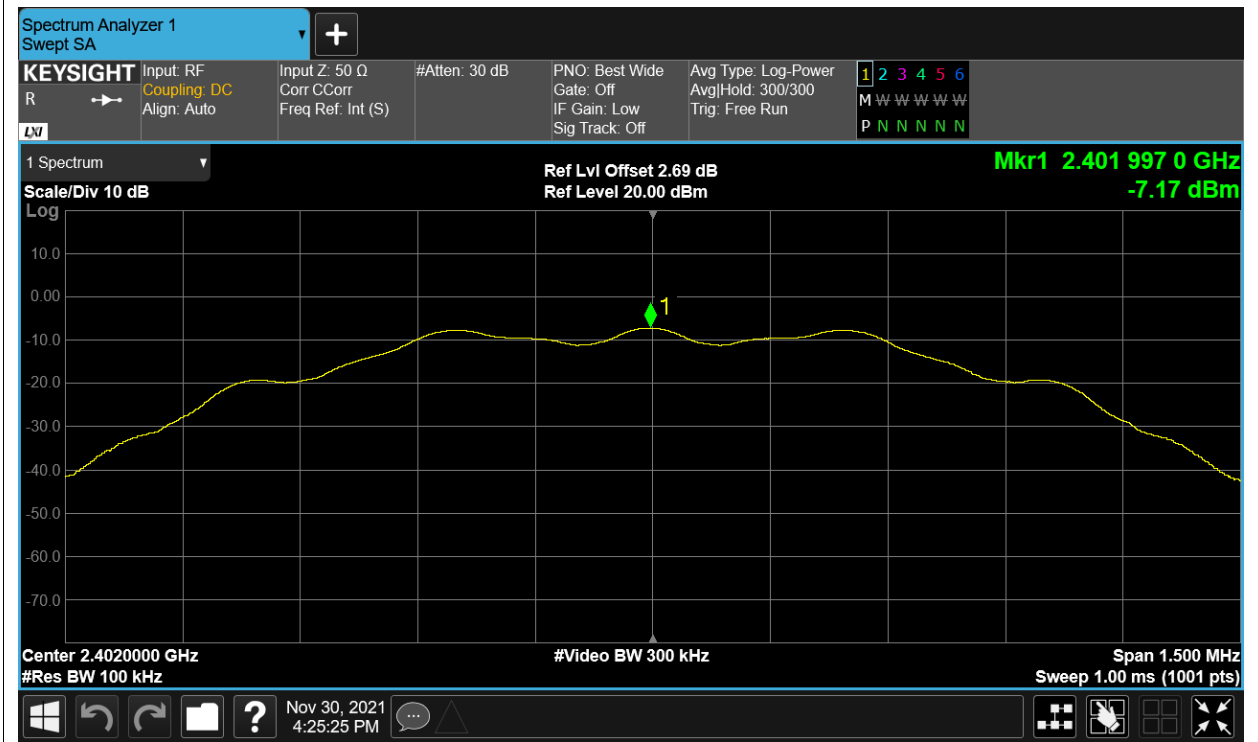 Spectrum Analyzer 1
Swept SA
KEYSIGHT
R
LXI
Input: RF
Coupling: DC
Align: Auto
Input Z: 50 Ω
Corr CCorr
Freq Ref: Int (S)
#Atten: 30 dB
PNO: Best Wide
Gate: Off
IF Gain: Low
Sig Track: Off
Avg Type: Log-Power
Avg|Hold: 300/300
Trig: Free Run
1 2 3 4 5 6
M W W W W W
P N N N N N
1 Spectrum
Scale/Div 10 dB
Ref Lvl Offset 2.69 dB
Ref Level 20.00 dBm
Mkr1 2.401 997 0 GHz
-7.17 dBm
Log
10.0
0.00
1
-10.0
-20.0
-30.0
-40.0
-50.0
-60.0
-70.0
Center 2.4020000 GHz
#Video BW 300 kHz
Span 1.500 MHz
#Res BW 100 kHz
Sweep 1.00 ms (1001 pts)
?
Nov 30, 2021
4:25:25 PM